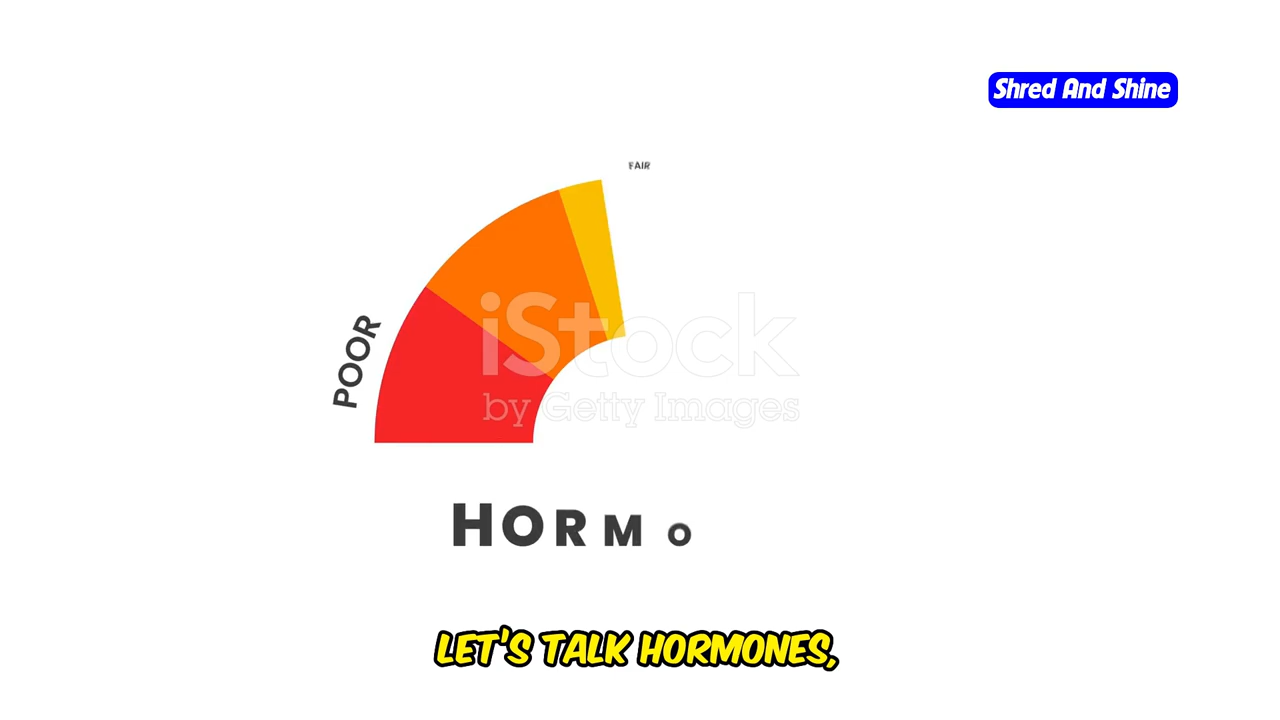 Shred And Shine
FAIR
POOR
iStock
by Getty Images
HORMO
LET'S TALK HORMONES,